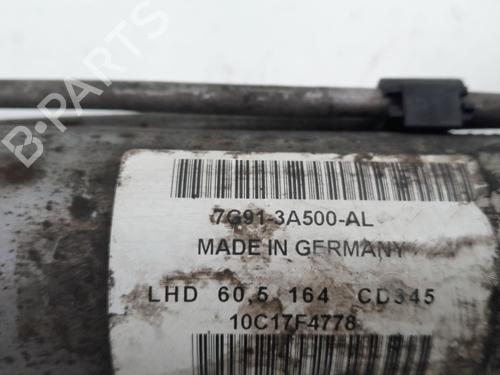 B-PARTS
7G91-3A500-AL
MADE IN GERMANY
LHD 60,5 164 CD345
10C17F4778